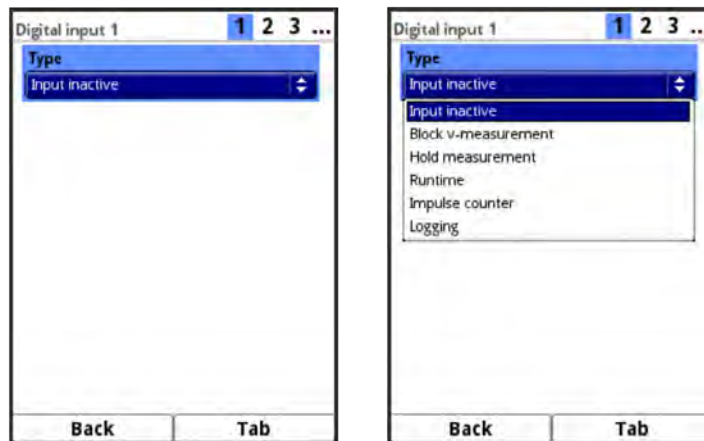 Digital input 1 1 2 3 ...
Type
Input inactive
Back Tab
Digital input 1 1 2 3 ..
Type
Input inactive
Input inactive
Block v-measurement
Hold measurement
Runtime
Impulse counter
Logging
Back Tab